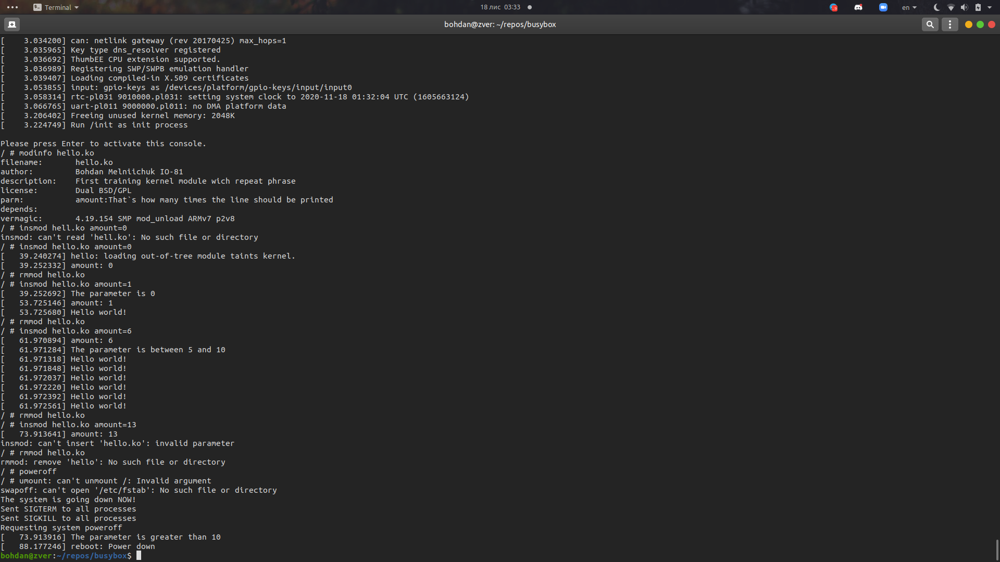 Terminal
18 лис 03:33
en
bohdan@zver: ~/repos/busybox
[    3.034200] can: netlink gateway (rev 20170425) max_hops=1
[    3.035965] Key type dns_resolver registered
[    3.036692] ThumbEE CPU extension supported.
[    3.036989] Registering SWP/SWPB emulation handler
[    3.039407] Loading compiled-in X.509 certificates
[    3.053855] input: gpio-keys as /devices/platform/gpio-keys/input/input0
[    3.058314] rtc-pl031 9010000.pl031: setting system clock to 2020-11-18 01:32:04 UTC (1605663124)
[    3.066765] uart-pl011 9000000.pl011: no DMA platform data
[    3.206402] Freeing unused kernel memory: 2048K
[    3.224749] Run /init as init process

Please press Enter to activate this console.
/ # modinfo hello.ko
filename:       hello.ko
author:         Bohdan Melniichuk IO-81
description:    First training kernel module wich repeat phrase
license:        Dual BSD/GPL
parm:           amount:That`s how many times the line should be printed
depends:
vermagic:       4.19.154 SMP mod_unload ARMv7 p2v8
/ # insmod hell.ko amount=0
insmod: can't read 'hell.ko': No such file or directory
/ # insmod hello.ko amount=0
[   39.240274] hello: loading out-of-tree module taints kernel.
[   39.252332] amount: 0
/ # rmmod hello.ko
/ # insmod hello.ko amount=1
[   39.252692] The parameter is 0
[   53.725146] amount: 1
[   53.725680] Hello world!
/ # rmmod hello.ko
/ # insmod hello.ko amount=6
[   61.970894] amount: 6
[   61.971284] The parameter is between 5 and 10
[   61.971318] Hello world!
[   61.971848] Hello world!
[   61.972037] Hello world!
[   61.972220] Hello world!
[   61.972392] Hello world!
[   61.972561] Hello world!
/ # rmmod hello.ko
/ # insmod hello.ko amount=13
[   73.913641] amount: 13
insmod: can't insert 'hello.ko': invalid parameter
/ # rmmod hello.ko
rmmod: remove 'hello': No such file or directory
/ # poweroff
/ # umount: can't unmount /: Invalid argument
swapoff: can't open '/etc/fstab': No such file or directory
The system is going down NOW!
Sent SIGTERM to all processes
Sent SIGKILL to all processes
Requesting system poweroff
[   73.913916] The parameter is greater than 10
[   88.177246] reboot: Power down
bohdan@zver:~/repos/busybox$